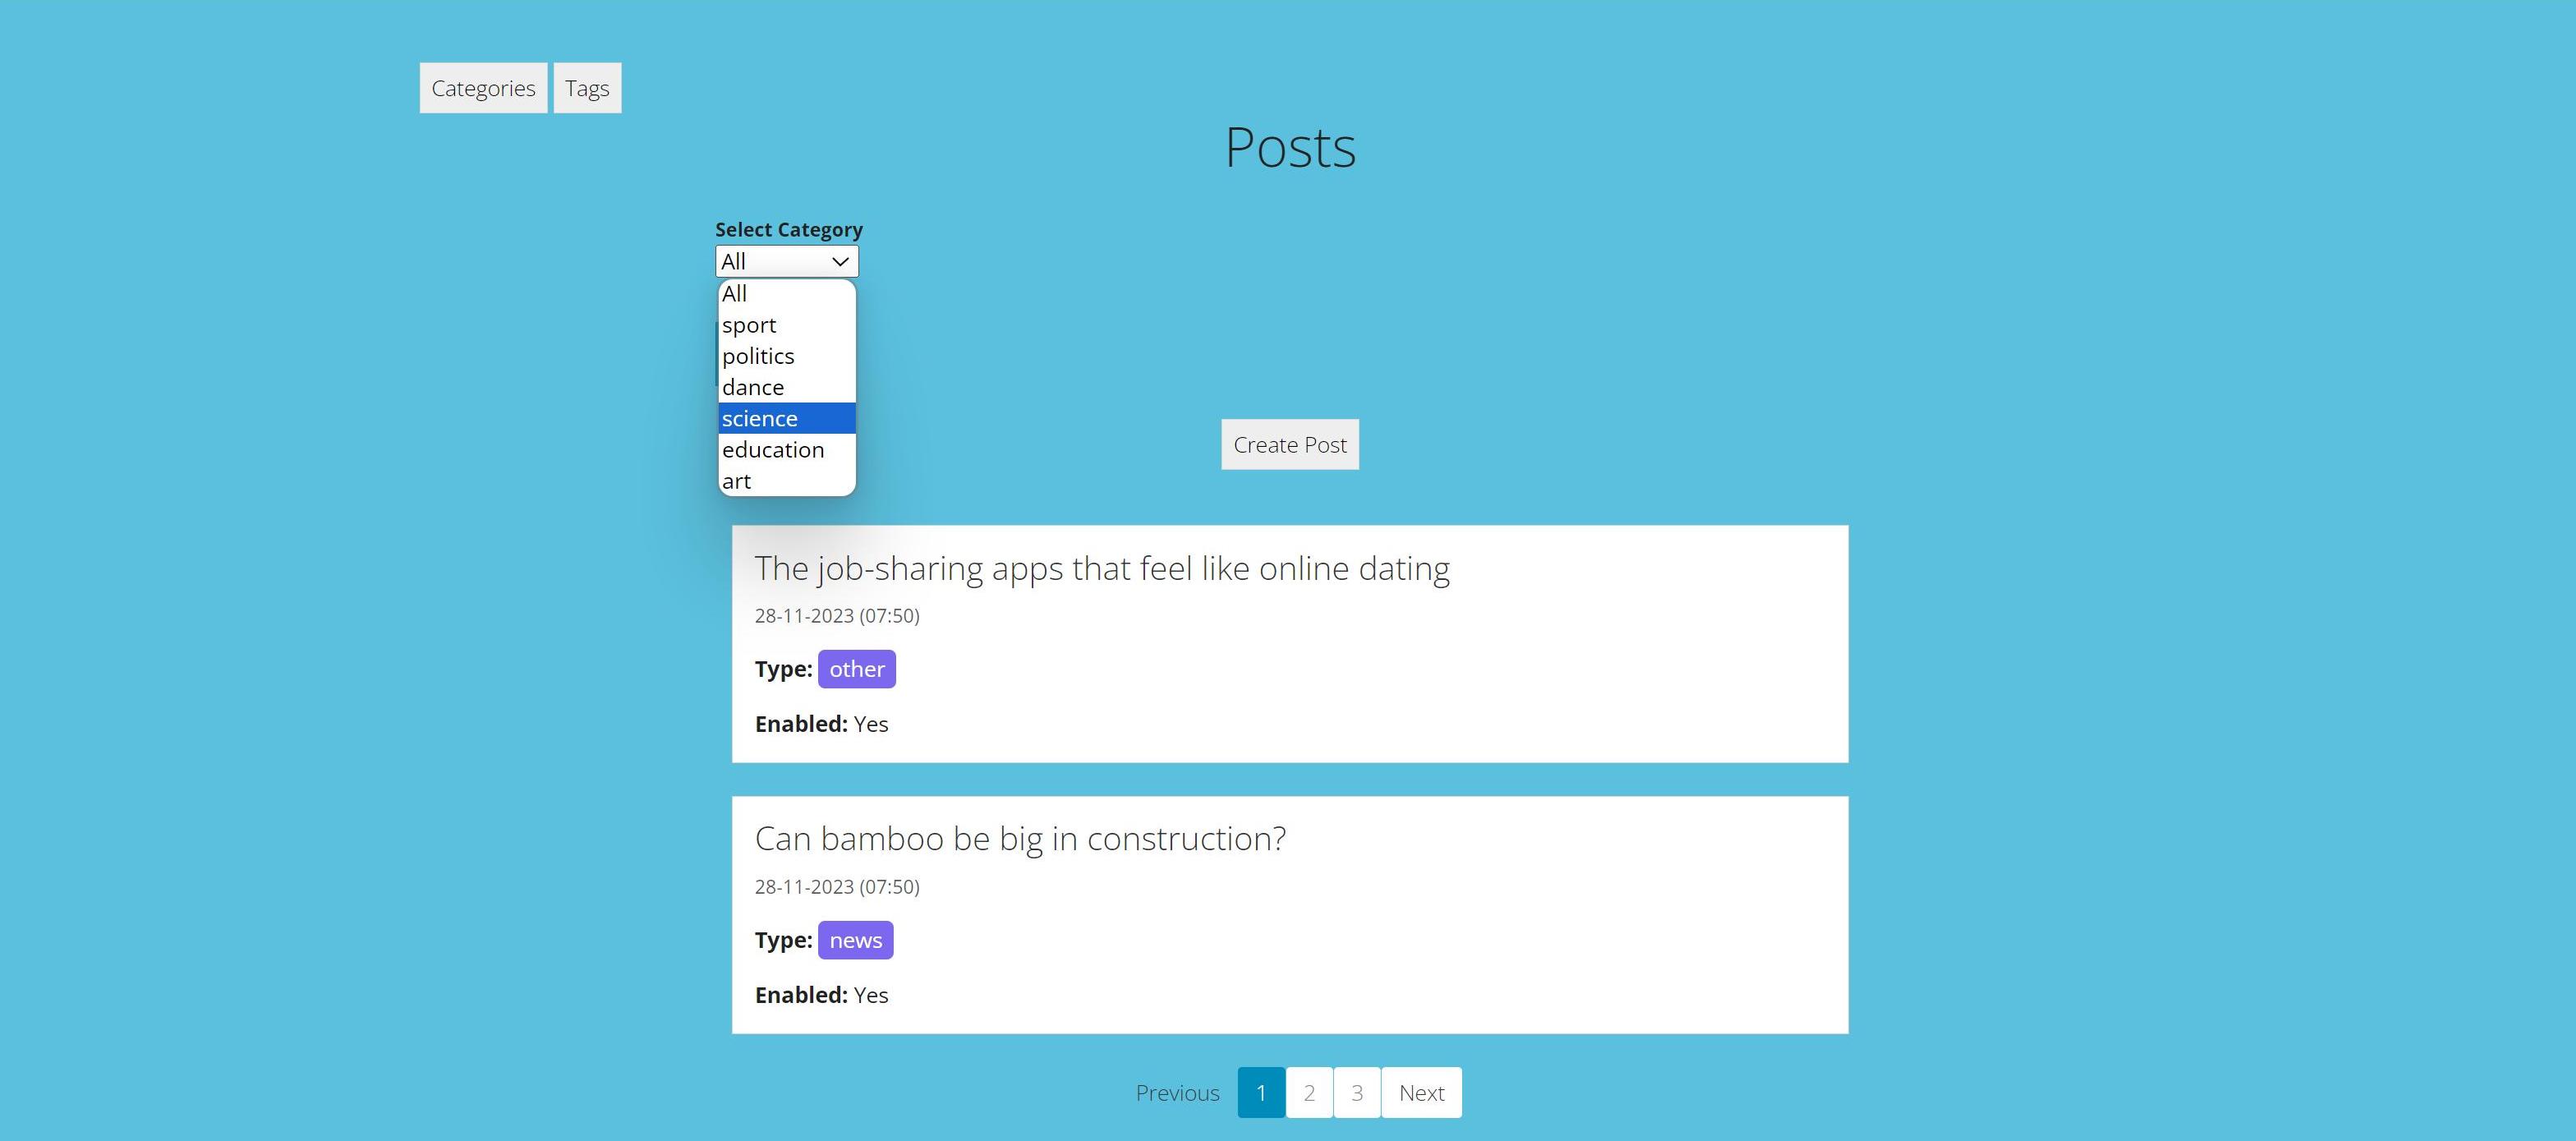 Categories Tags
Posts
Select Category
All
All
sport
politics
dance
science
education
art
Create Post
The job-sharing apps that feel like online dating
28-11-2023 (07:50)
Type: other
Enabled: Yes
Can bamboo be big in construction?
28-11-2023 (07:50)
Type: news
Enabled: Yes
Previous 1 2 3 Next